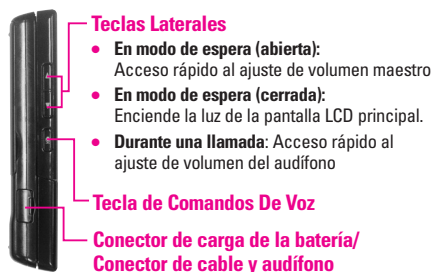 Teclas Laterales
● En modo de espera (abierta):
Acceso rápido al ajuste de volumen maestro
● En modo de espera (cerrada):
Enciende la luz de la pantalla LCD principal.
● Durante una llamada: Acceso rápido al
ajuste de volumen del audífono
Tecla de Comandos De Voz
Conector de carga de la batería/
Conector de cable y audífono